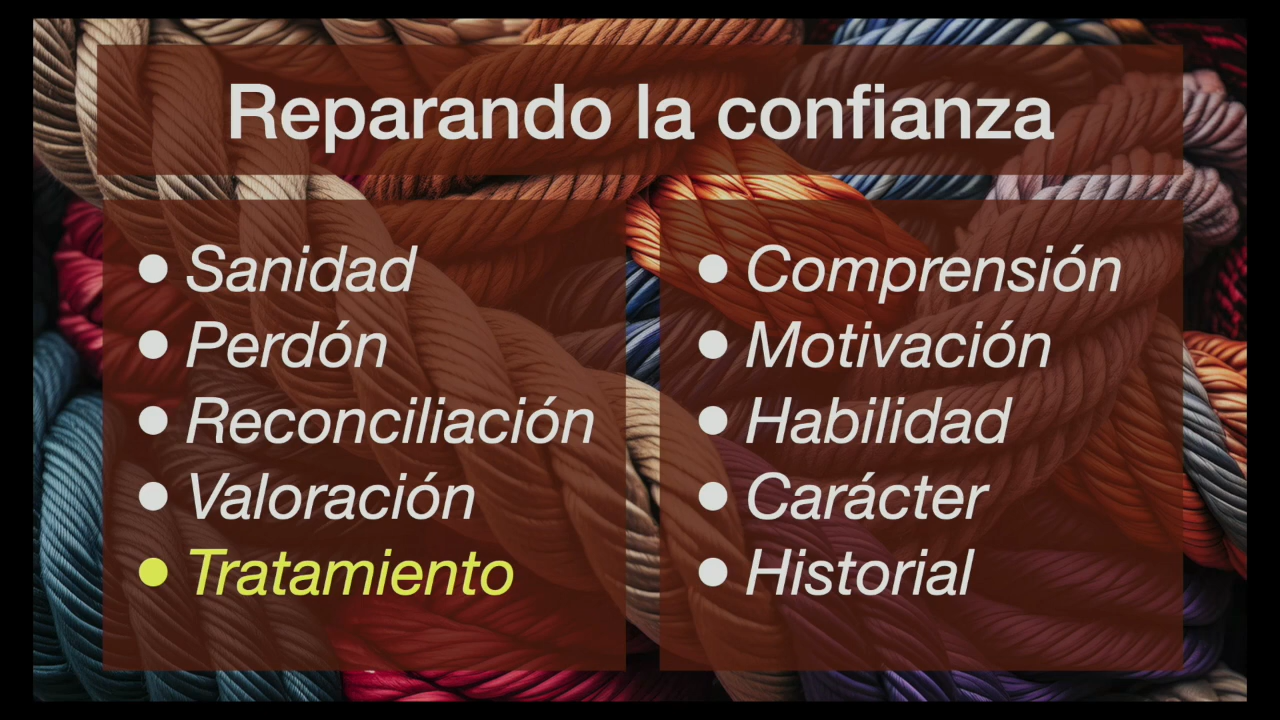 Reparando la confianza
• Sanidad
• Perdón
• Reconciliación
• Valoración
• Tratamiento
• Comprensión
• Motivación
• Habilidad
• Carácter
• Historial